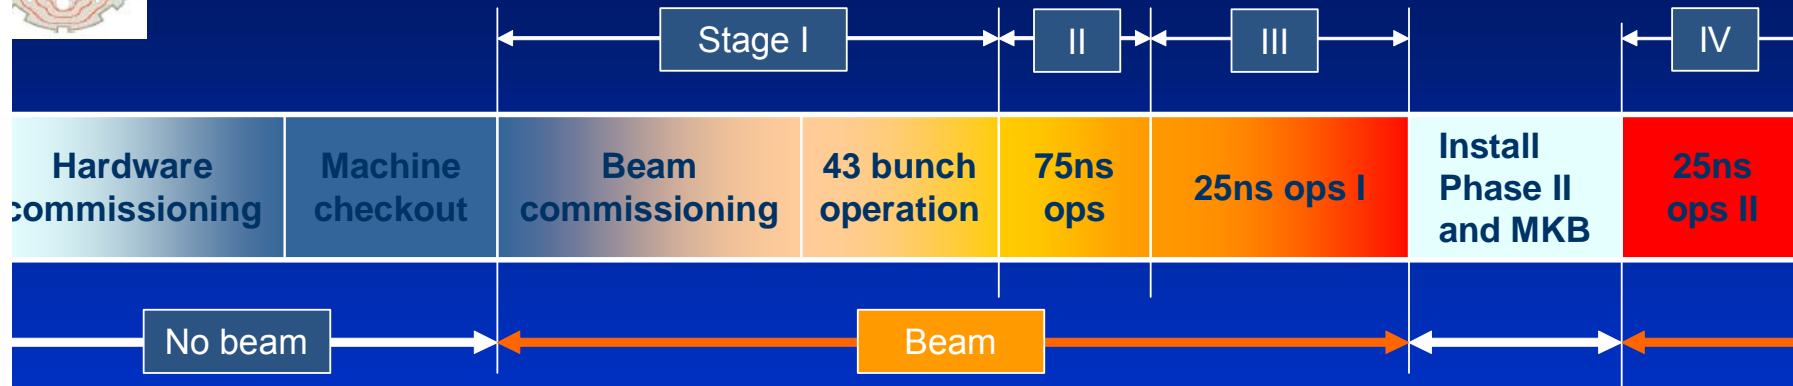 Stage I
II
III
IV
Hardware
commissioning
Machine
checkout
Beam
commissioning
43 bunch
operation
75ns
ops
25ns ops I
Install
Phase II
and MKB
25ns
ops II
No beam
Beam